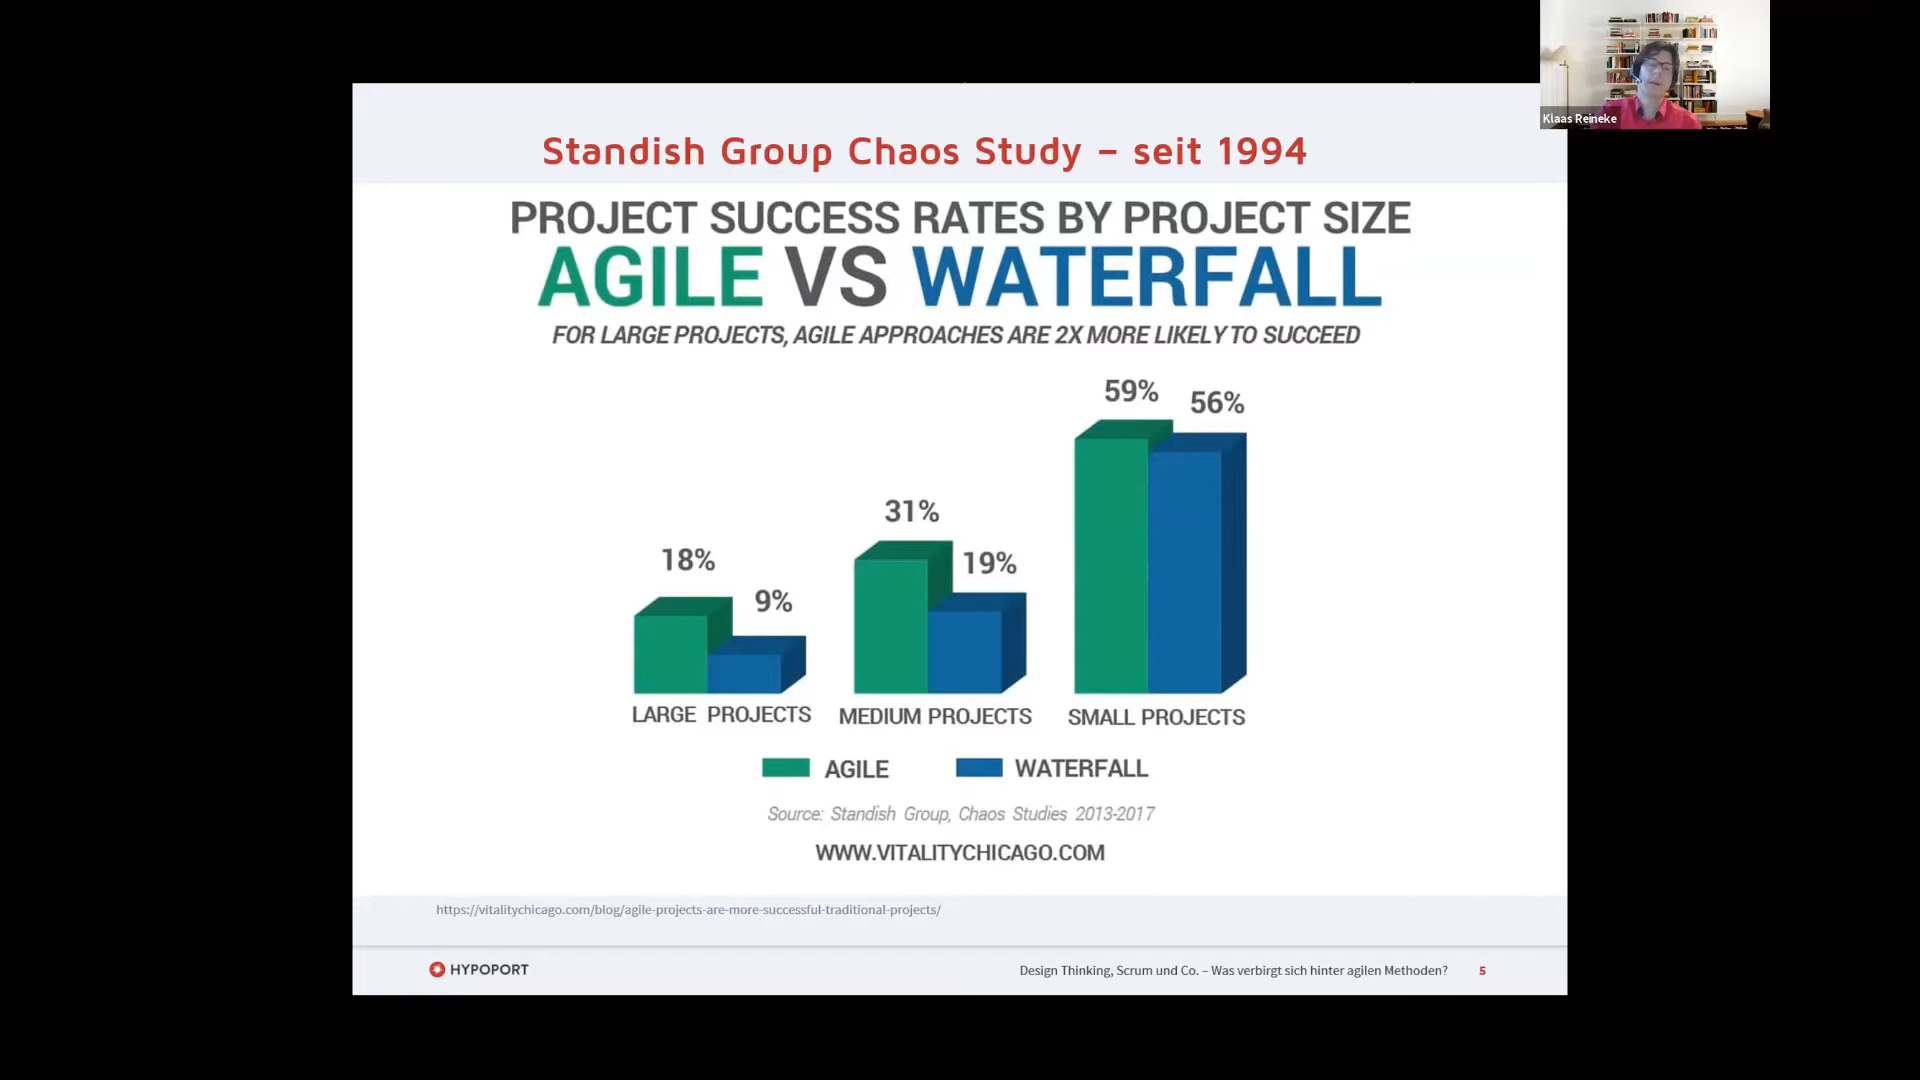 Klaas Reineke
Standish Group Chaos Study – seit 1994
PROJECT SUCCESS RATES BY PROJECT SIZE
AGILE VS WATERFALL
FOR LARGE PROJECTS, AGILE APPROACHES ARE 2X MORE LIKELY TO SUCCEED
59%
56%
31%
19%
18%
9%
LARGE PROJECTS
MEDIUM PROJECTS
SMALL PROJECTS
AGILE
WATERFALL
Source: Standish Group, Chaos Studies 2013-2017
WWW.VITALITYCHICAGO.COM
https://vitalitychicago.com/blog/agile-projects-are-more-successful-traditional-projects/
HYPOPORT
Design Thinking, Scrum und Co. – Was verbirgt sich hinter agilen Methoden?
5